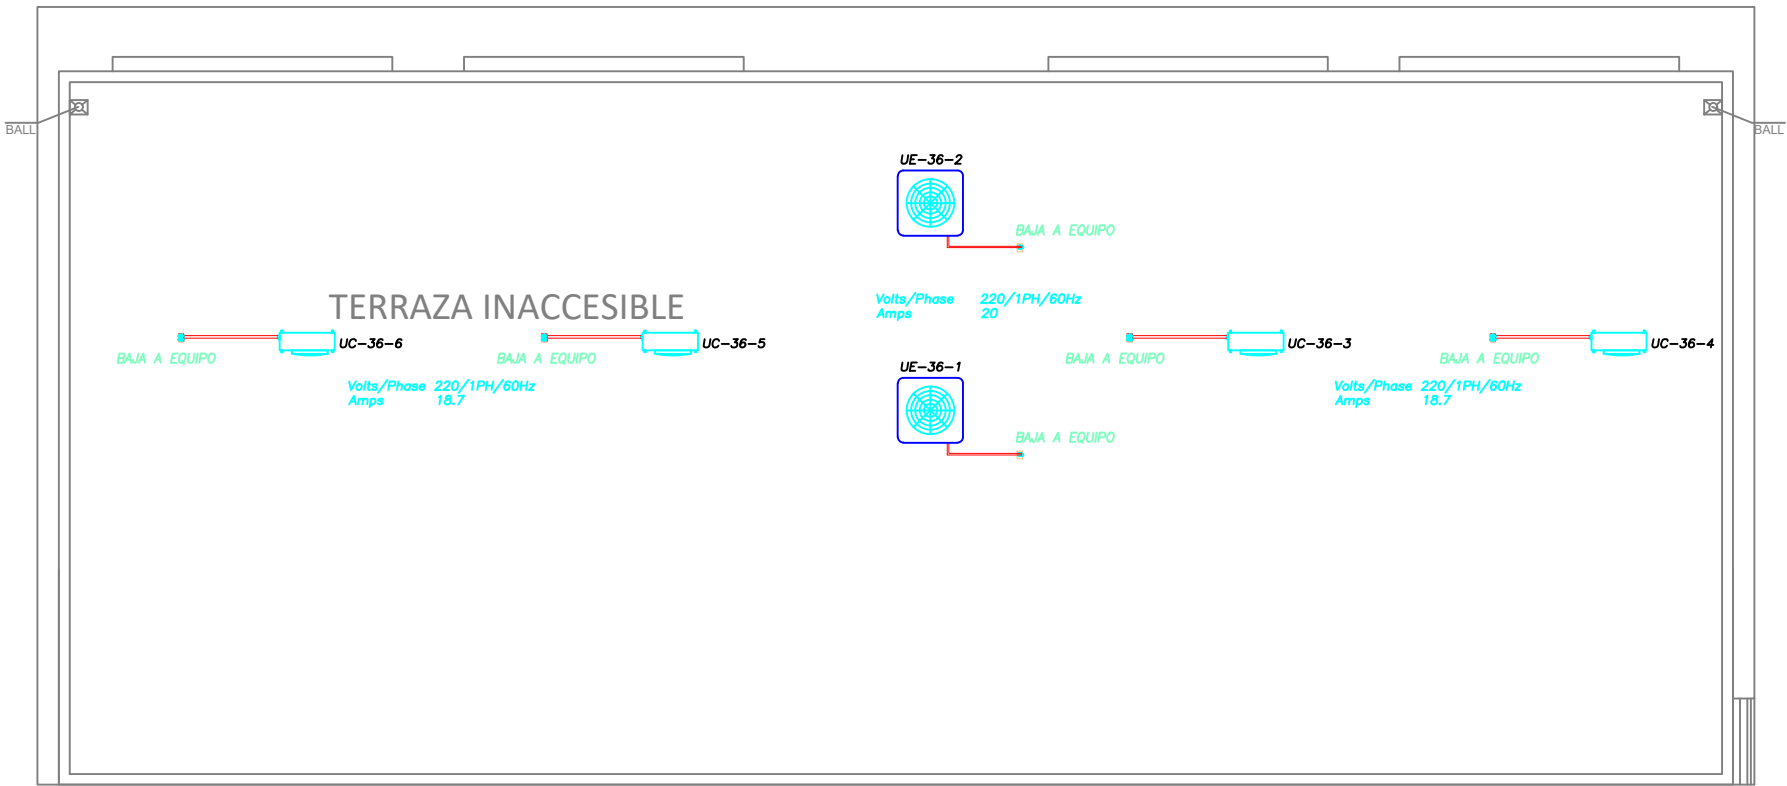 BALL
BALL
UE-36-2
BAJA A EQUIPO
TERRAZA INACCESIBLE
Volts/Phase 220/1PH/60Hz
Amps 20
UC-36-6
UC-36-5
UC-36-3
UC-36-4
BAJA A EQUIPO
BAJA A EQUIPO
BAJA A EQUIPO
BAJA A EQUIPO
UE-36-1
Volts/Phase 220/1PH/60Hz
Amps 18.7
Volts/Phase 220/1PH/60Hz
Amps 18.7
BAJA A EQUIPO